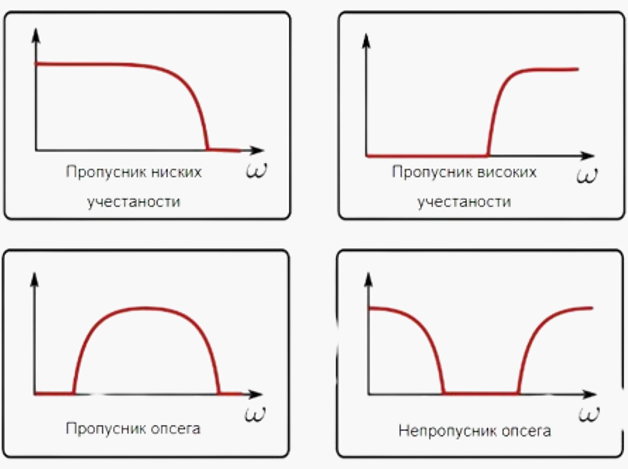 Пропусник ниских
ω
учестаности
Пропусник високих
ω
учестаности
Пропусник опсега
ω
Непропусник опсега
ω